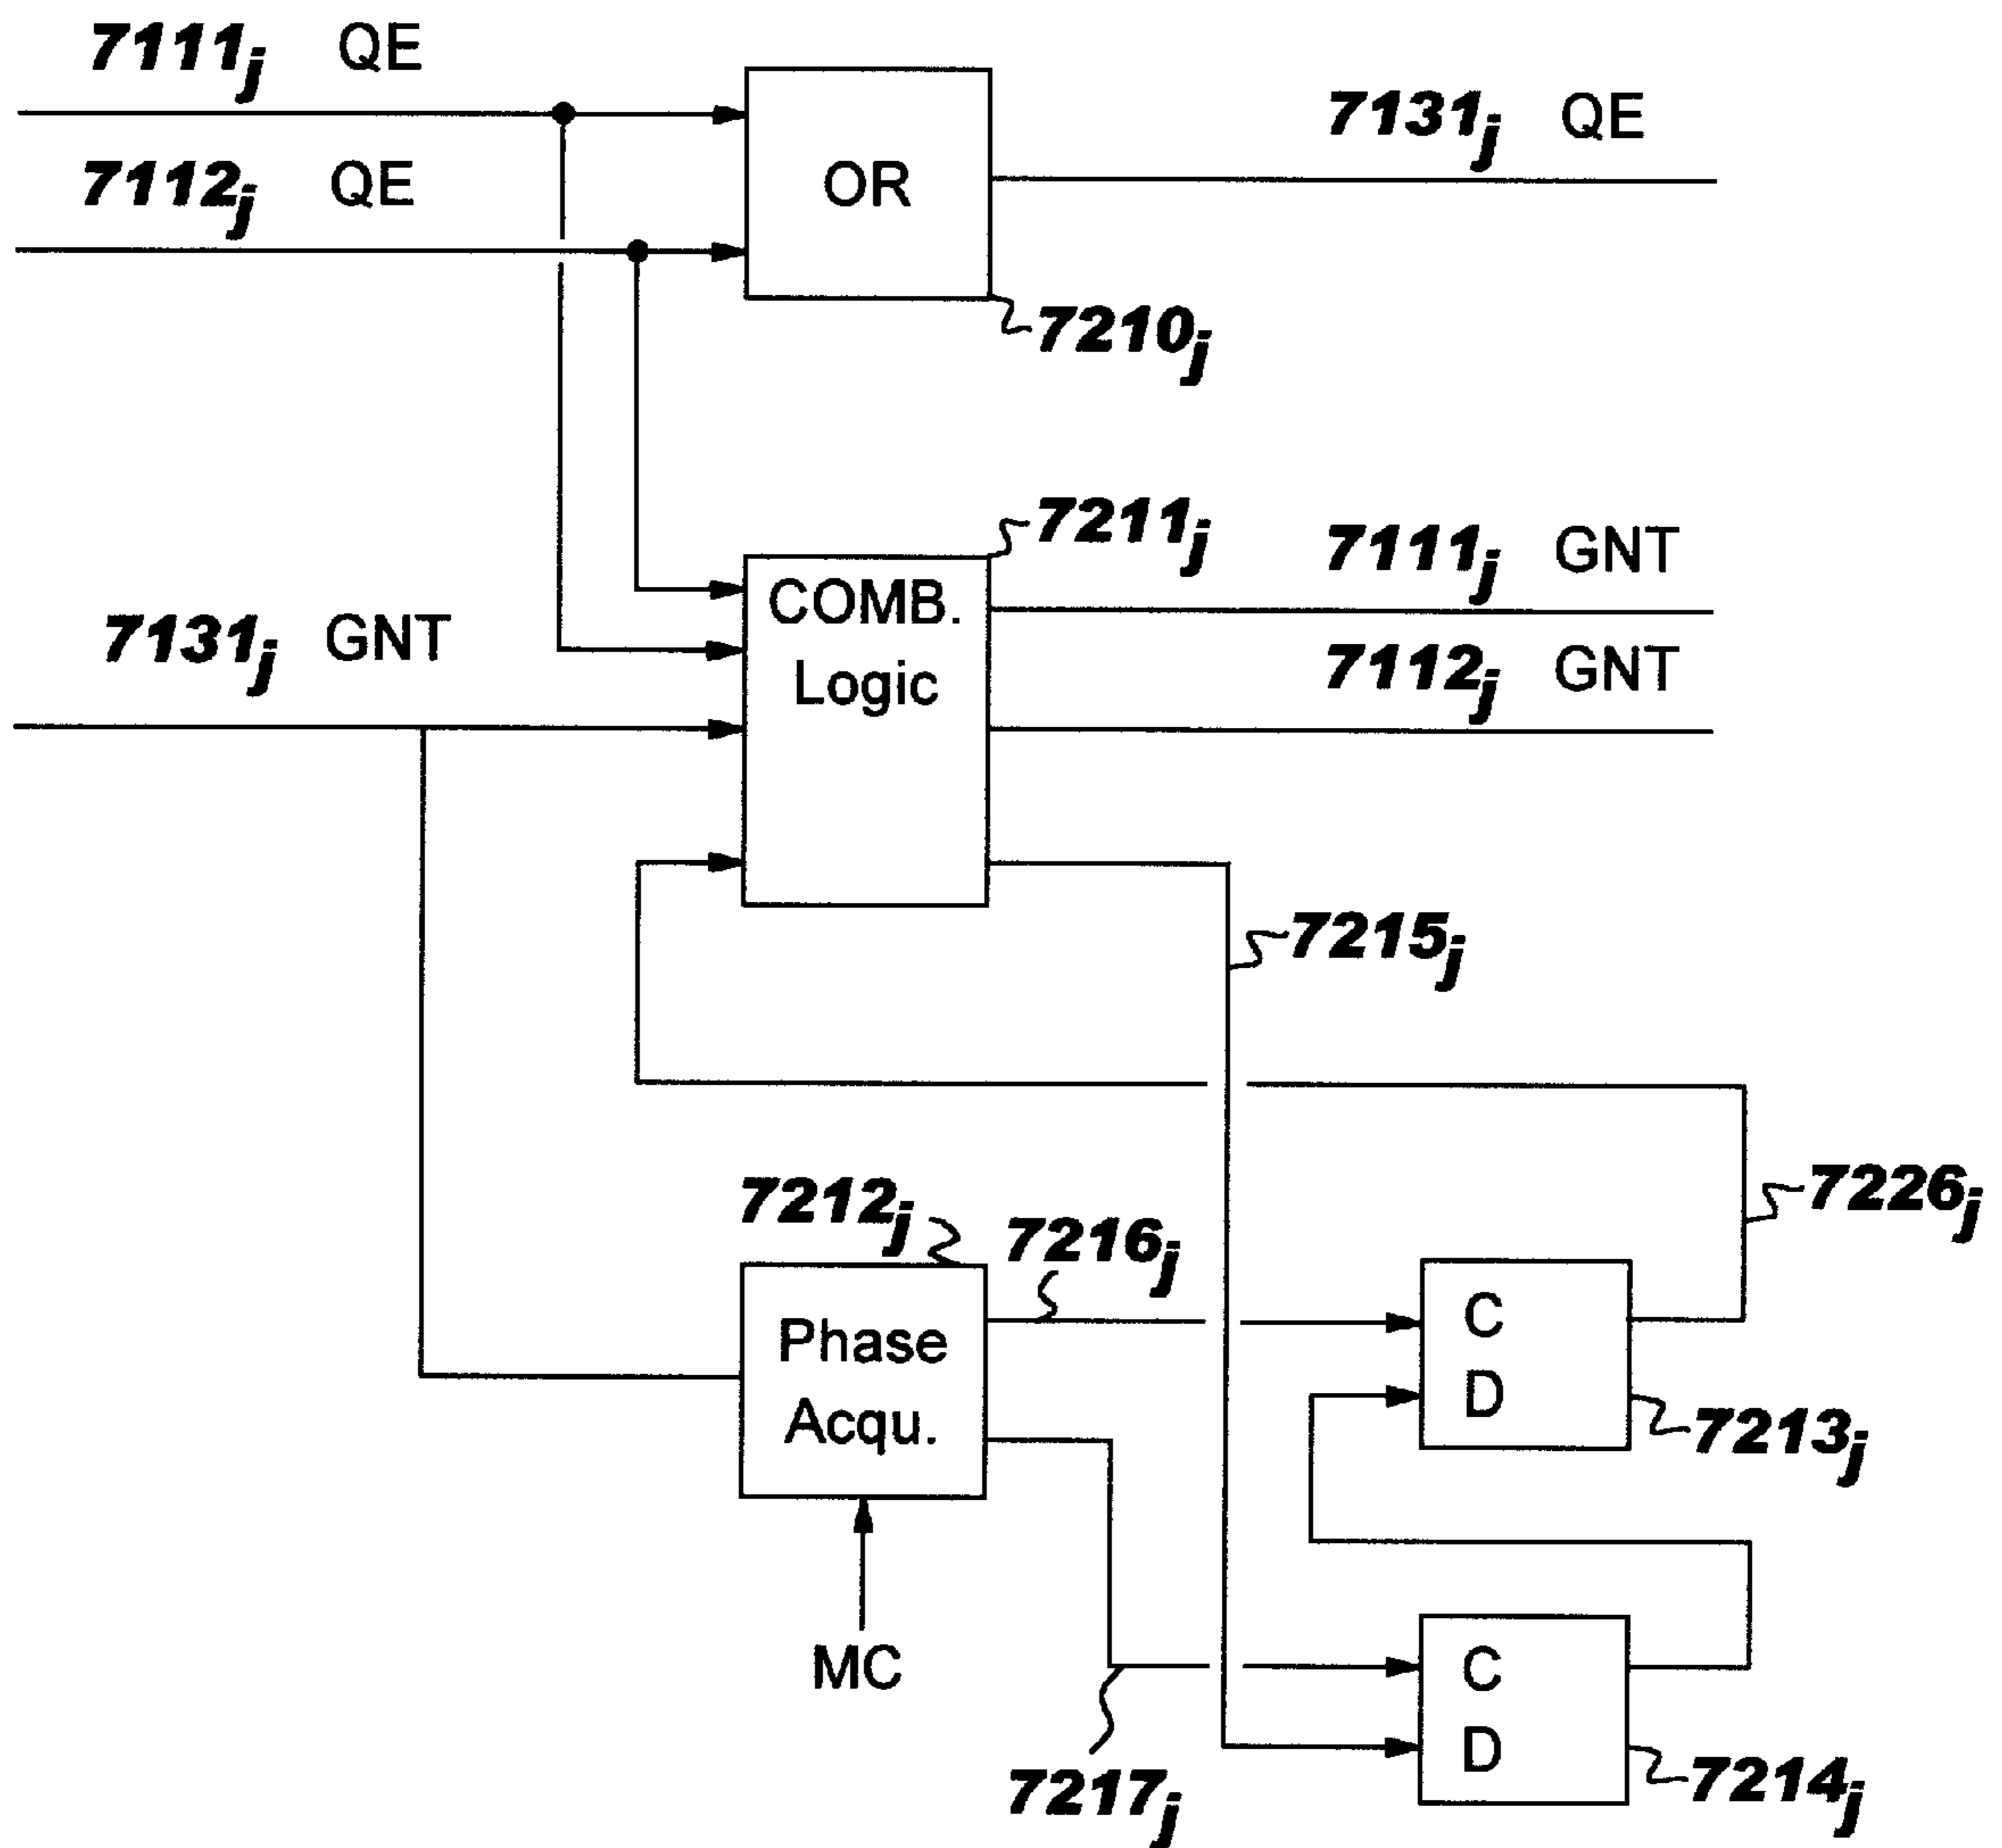 7111j QE
7131j QE
7112j QE
OR
7210j
7211j
7111j GNT
COMB.
Logic
7131j GNT
7112j GNT
7215j
7226j
7212j
7216j
Phase
Acqu.
C
D
7213j
MC
C
D
7217j
7214j